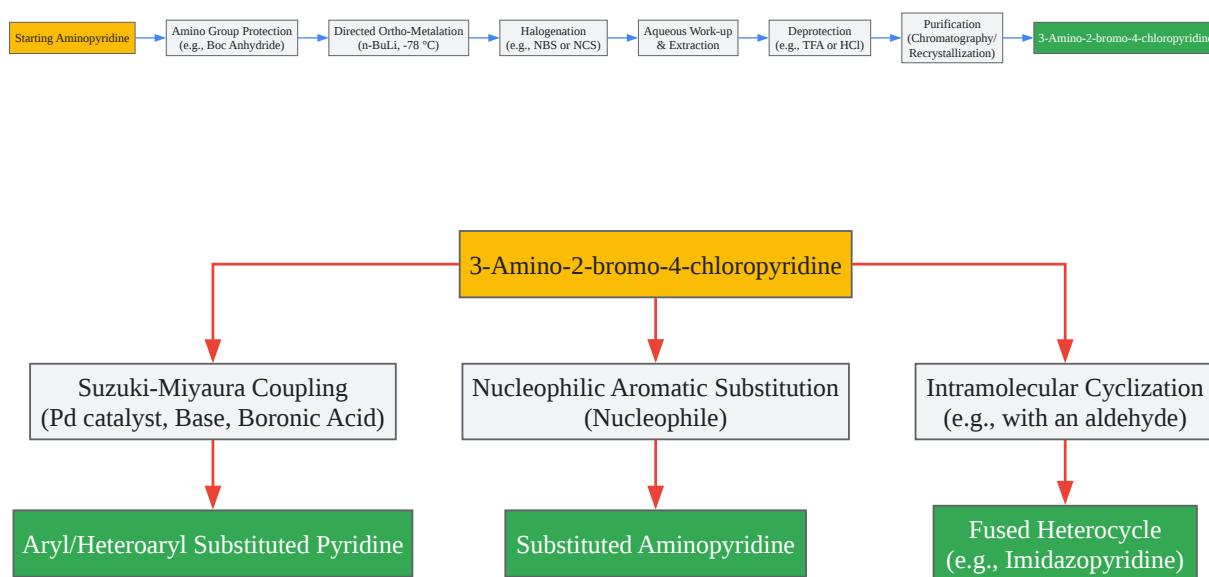 Starting Aminopyridine
Amino Group Protection
(e.g., Boc Anhydride)
Directed Ortho-Metalation
(n-BuLi, -78 °C)
Halogenation
(e.g., NBS or NCS)
Aqueous Work-up
& Extraction
Deprotection
(e.g., TFA or HCl)
Purification
(Chromatography/
Recrystallization)
3-Amino-2-bromo-4-chloropyridine
3-Amino-2-bromo-4-chloropyridine
Suzuki-Miyaura Coupling
(Pd catalyst, Base, Boronic Acid)
Nucleophilic Aromatic Substitution
(Nucleophile)
Intramolecular Cyclization
(e.g., with an aldehyde)
Aryl/Heteroaryl Substituted Pyridine
Substituted Aminopyridine
Fused Heterocycle
(e.g., Imidazopyridine)